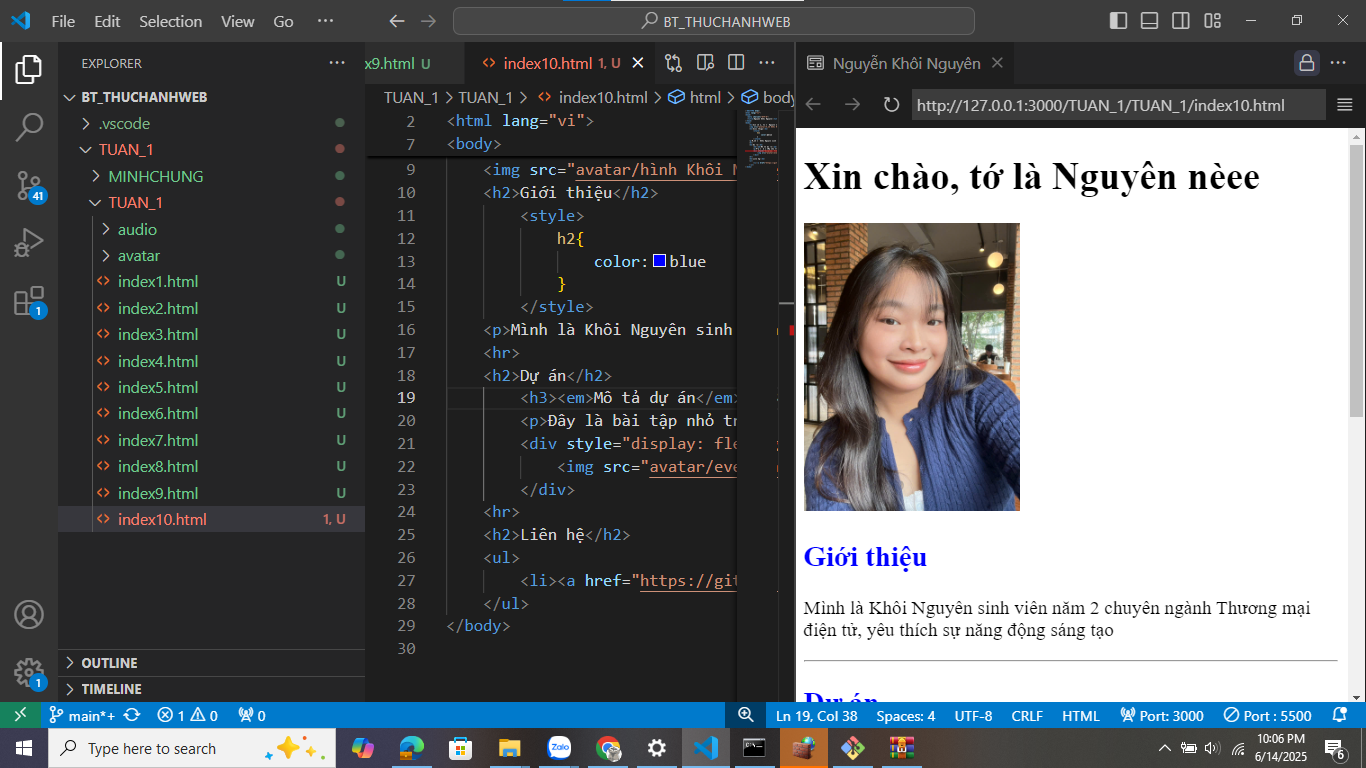 File Edit Selection View Go ··· BT_THUCHANHWEB
EXPLORER ···
BT_THUCHANHWEB
.vscode
TUAN_1
MINHCHUNG
TUAN_1
audio
avatar
index1.html U
index2.html U
index3.html U
index4.html U
index5.html U
index6.html U
index7.html U
index8.html U
index9.html U
index10.html 1, U
OUTLINE
TIMELINE
41
1
1
x9.html U index10.html 1, U
TUAN_1 > TUAN_1 > index10.html > html > body
2 <html lang="vi">
7 <body>
9 <img src="avatar/hình Khôi N
10 <h2>Giới thiệu</h2>
11 <style>
12 h2{
13 color: blue
14 }
15 </style>
16 <p>Mình là Khôi Nguyên sinh
17 <hr>
18 <h2>Dự án</h2>
19 <h3><em>Mô tả dự án</em>
20 <p>Đây là bài tập nhỏ tr
21 <div style="display: fle
22 <img src="avatar/eve
23 </div>
24 <hr>
25 <h2>Liên hệ</h2>
26 <ul>
27 <li><a href="https://git
28 </ul>
29 </body>
30
Nguyễn Khôi Nguyên
http://127.0.0.1:3000/TUAN_1/TUAN_1/index10.html
Xin chào, tớ là Nguyên nèee
Giới thiệu
Mình là Khôi Nguyên sinh viên năm 2 chuyên ngành Thương mại
điện tử, yêu thích sự năng động sáng tạo
Dự án
main*+ 1 0 0 Ln 19, Col 38 Spaces: 4 UTF-8 CRLF HTML Port: 3000 Port : 5500
Type here to search
Zalo
10:06 PM
6/14/2025
6